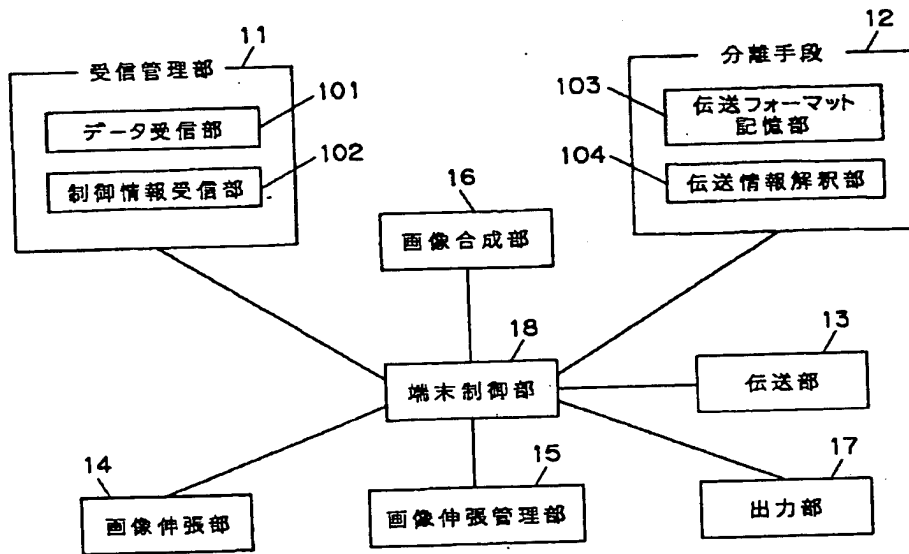 11
受信管理部
101
データ受信部
102
制御情報受信部
12
分離手段
103
伝送フォーマット
記憶部
104
伝送情報解釈部
16
画像合成部
18
端末制御部
13
伝送部
14
画像伸張部
15
画像伸張管理部
17
出力部